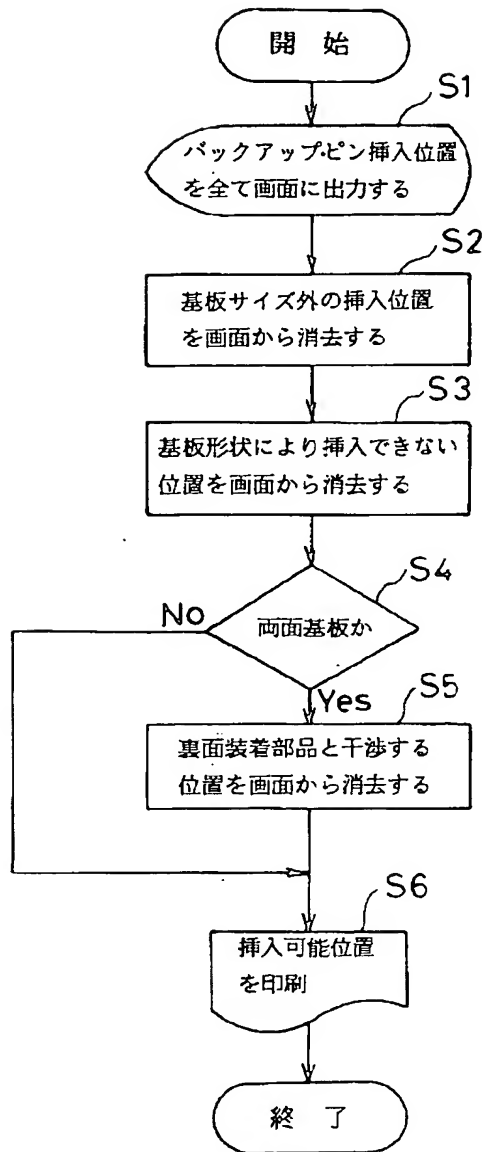 開 始
S1
バックアップ・ピン挿入位置
を全て画面に出力する
S2
基板サイズ外の挿入位置
を画面から消去する
S3
基板形状により挿入できない
位置を画面から消去する
S4
両面基板か
No
Yes
S5
裏面装着部品と干渉する
位置を画面から消去する
S6
挿入可能位置
を印刷
終 了